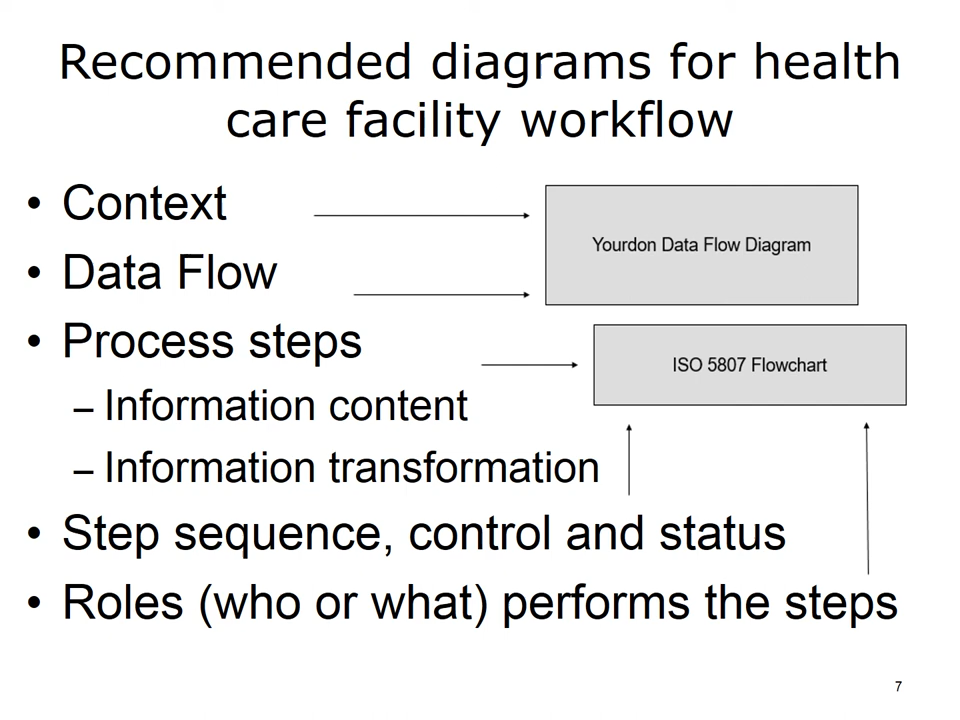 Recommended diagrams for health
care facility workflow
• Context
• Data Flow
• Process steps
– Information content
– Information transformation
• Step sequence, control and status
• Roles (who or what) performs the steps
Yourdon Data Flow Diagram
ISO 5807 Flowchart
7